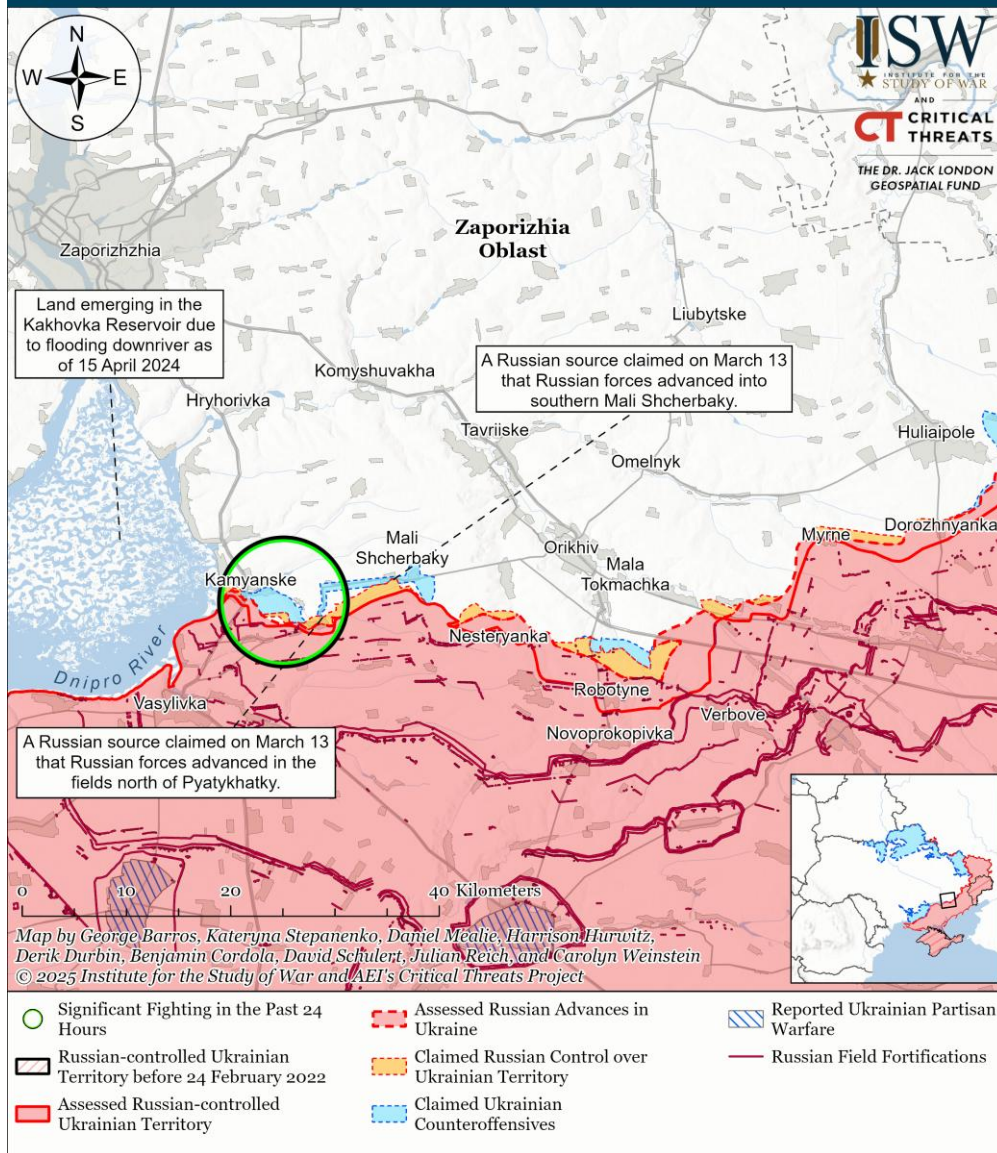 N
W
E
S
ISW
INSTITUTE FOR THE
STUDY OF WAR
AND
CT CRITICAL
THREATS
THE DR. JACK LONDON
GEOSPATIAL FUND
Zaporizhia
Oblast
Zaporizhzhia
Land emerging in the
Kakhovka Reservoir due
to flooding downriver as
of 15 April 2024
Liubytske
A Russian source claimed on March 13
that Russian forces advanced into
southern Mali Shcherbaky.
Komyshuvakha
Hryhorivka
Tavriiske
Huliaipole
Omelnyk
Mali
Shcherbaky
Orikhiv
Myrne
Dorozhnyanka
Kamyanske
Mala
Tokmachka
Nesteryanka
Dnipro River
Vasylivka
Robotyne
Verbove
Novoprokopivka
A Russian source claimed on March 13
that Russian forces advanced in the
fields north of Pyatykhatky.
0 10 20 40 Kilometers
Map by George Barros, Kateryna Stepanenko, Daniel Mealie, Harrison Hurwitz,
Derik Durbin, Benjamin Cordola, David Schulert, Julian Reich, and Carolyn Weinstein
© 2025 Institute for the Study of War and AEI's Critical Threats Project
Significant Fighting in the Past 24
Hours
Russian-controlled Ukrainian
Territory before 24 February 2022
Assessed Russian-controlled
Ukrainian Territory
Assessed Russian Advances in
Ukraine
Claimed Russian Control over
Ukrainian Territory
Claimed Ukrainian
Counteroffensives
Reported Ukrainian Partisan
Warfare
Russian Field Fortifications